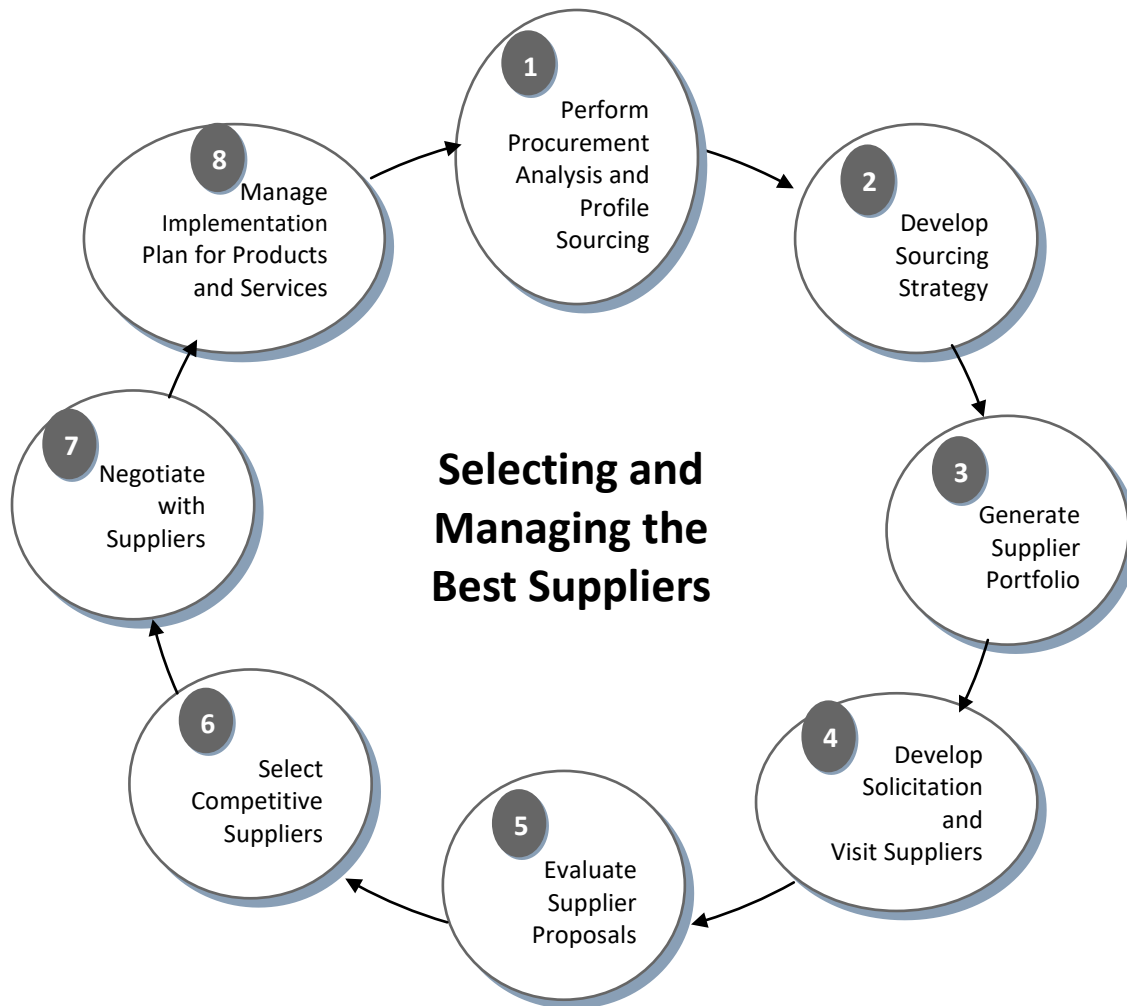 1
Perform
Procurement
Analysis and
Profile
Sourcing
2
Develop
Sourcing
Strategy
3
Generate
Supplier
Portfolio
4
Develop
Solicitation
and
Visit Suppliers
5
Evaluate
Supplier
Proposals
6
Select
Competitive
Suppliers
7
Negotiate
with
Suppliers
8
Manage
Implementation
Plan for Products
and Services
Selecting and
Managing the
Best Suppliers